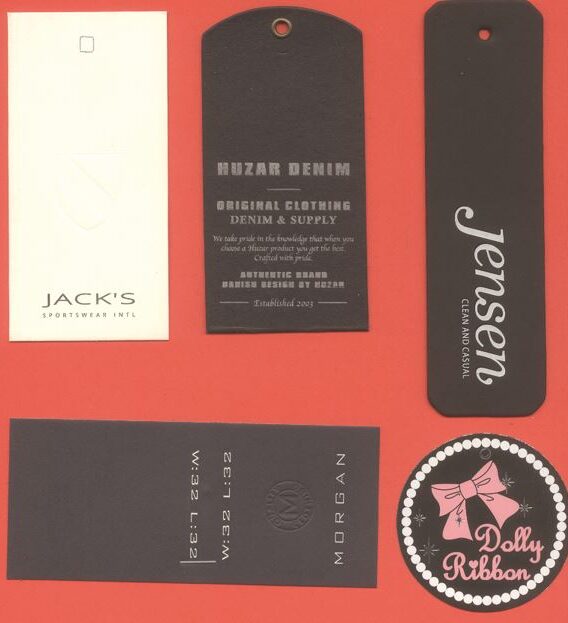 JACK'S
SPORTSWEAR INTL
HUZAR DENIM
ORIGINAL CLOTHING
DENIM & SUPPLY
We take pride in the knowledge that when you
choose a Huzar product you get the best.
Crafted with pride.
AUTHENTIC BRAND
DANISH DESIGN BY HUZAR
Established 2003
Jensen
CLEAN AND CASUAL
MORGAN
W:32 L:32
W:32 L:32
Dolly
Ribbon